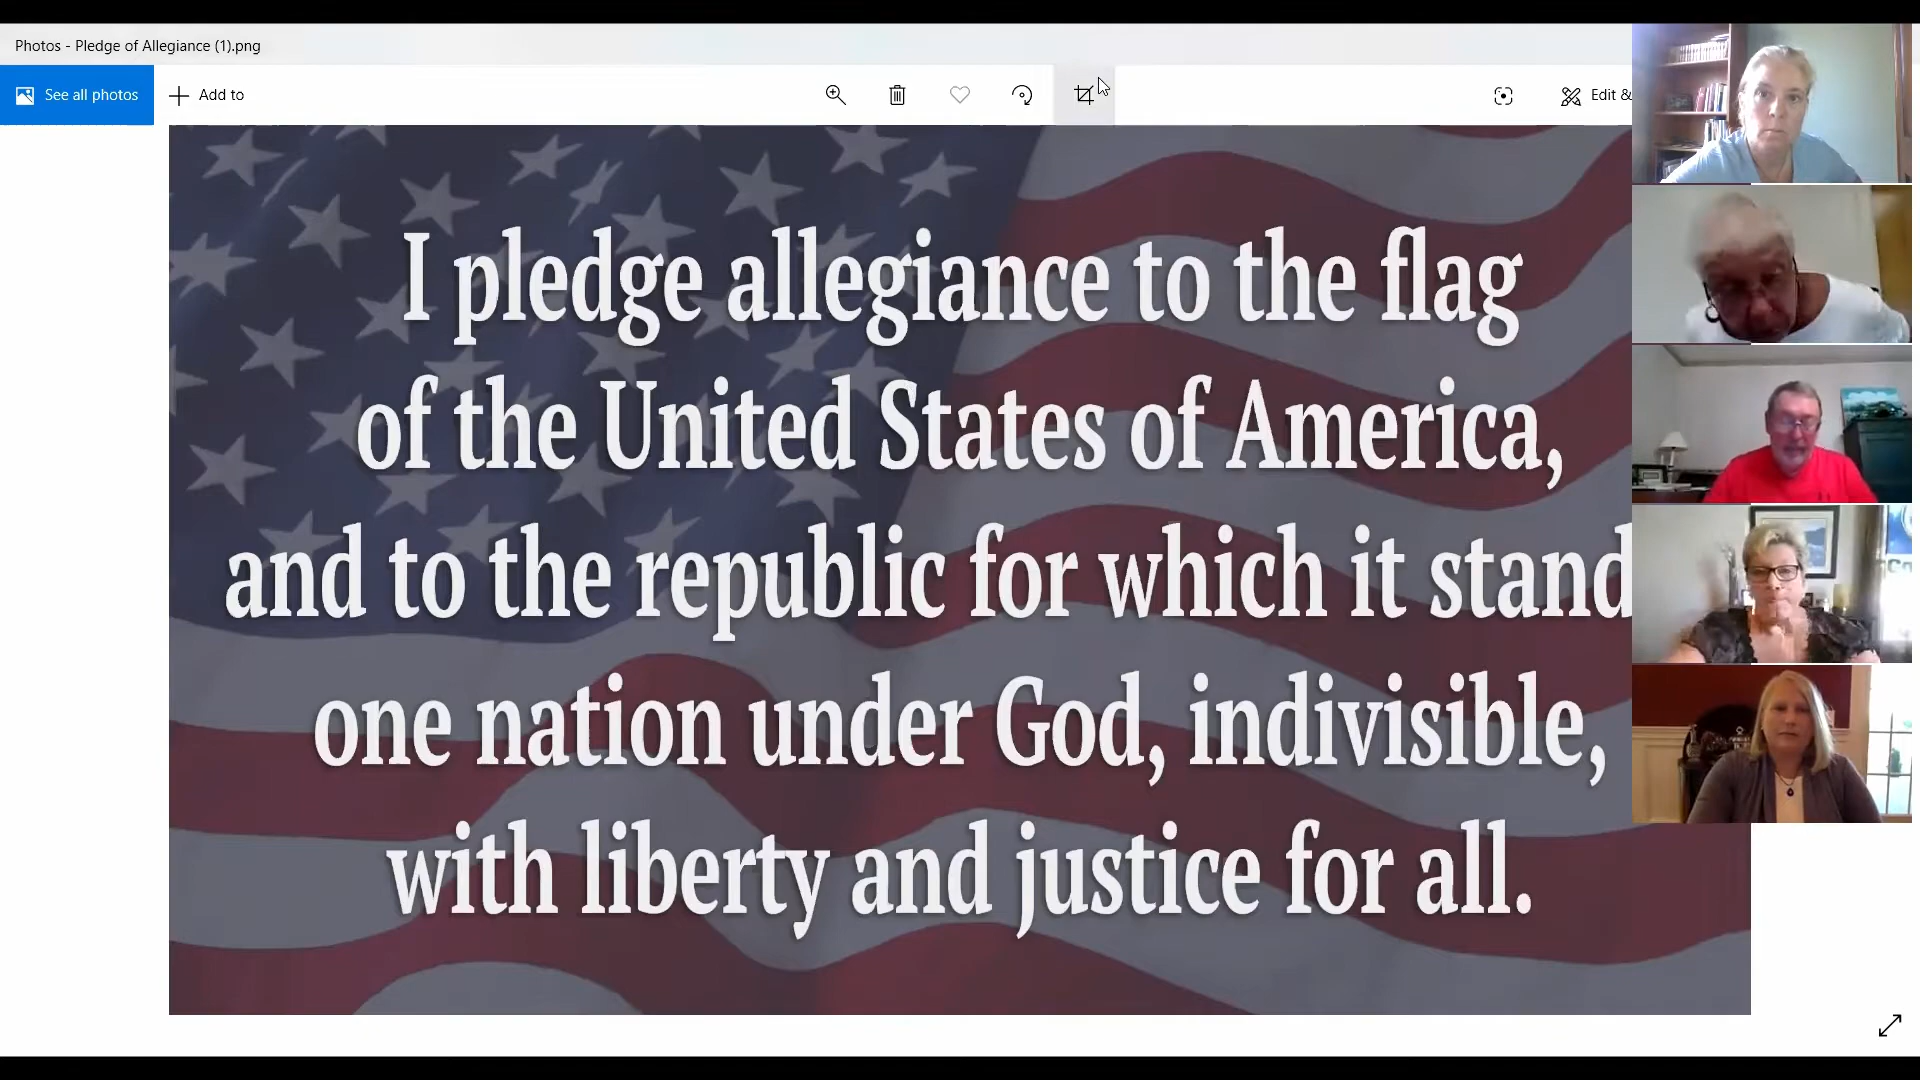 Photos - Pledge of Allegiance (1).png
See all photos
Add to
Edit &
I pledge allegiance to the flag
of the United States of America,
and to the republic for which it stand
one nation under God, indivisible,
with liberty and justice for all.